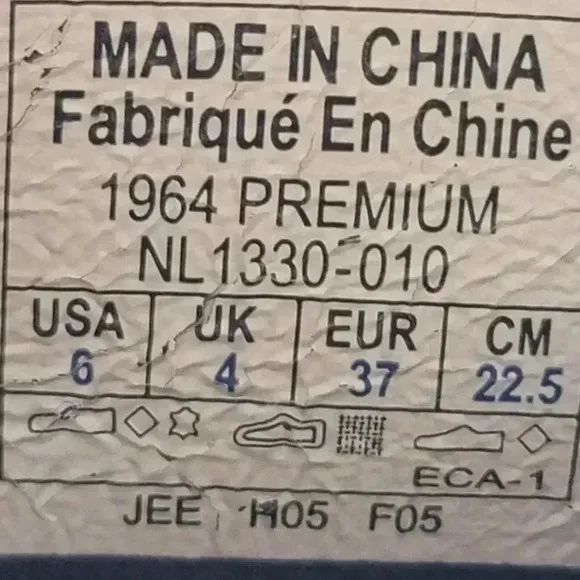 MADE IN CHINA
Fabriqué En Chine
1964 PREMIUM
NL1330-010
USA UK EUR CM
6 4 37 22.5
ECA-1
JEE H05 F05